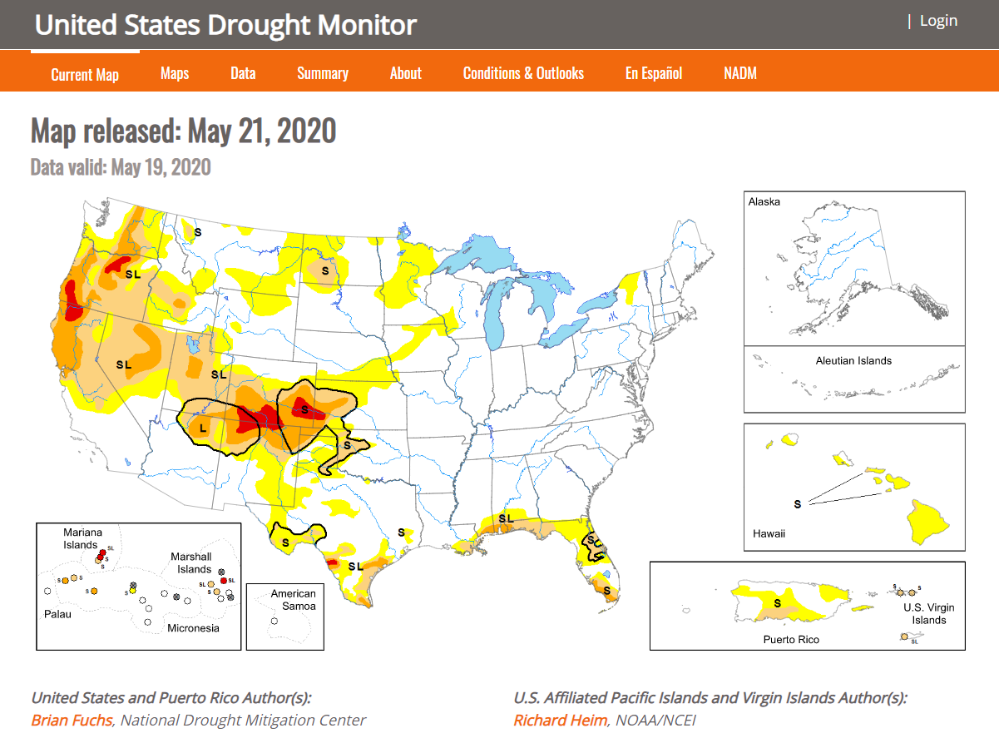 United States Drought Monitor
| Login
Current Map
Maps
Data
Summary
About
Conditions & Outlooks
En Español
NADM
Map released: May 21, 2020
Data valid: May 19, 2020
S
SL
S
SL
SL
L
S
S
S
S
SL
SL
S
S
Alaska
Aleutian Islands
S
Hawaii
Mariana
Islands
SL
S
S
Marshall
Islands
S
S
S
S
SL
SL
S
Palau
Micronesia
American
Samoa
S
S
S
U.S. Virgin
Islands
Puerto Rico
SL
United States and Puerto Rico Author(s):
Brian Fuchs, National Drought Mitigation Center
U.S. Affiliated Pacific Islands and Virgin Islands Author(s):
Richard Heim, NOAA/NCEI